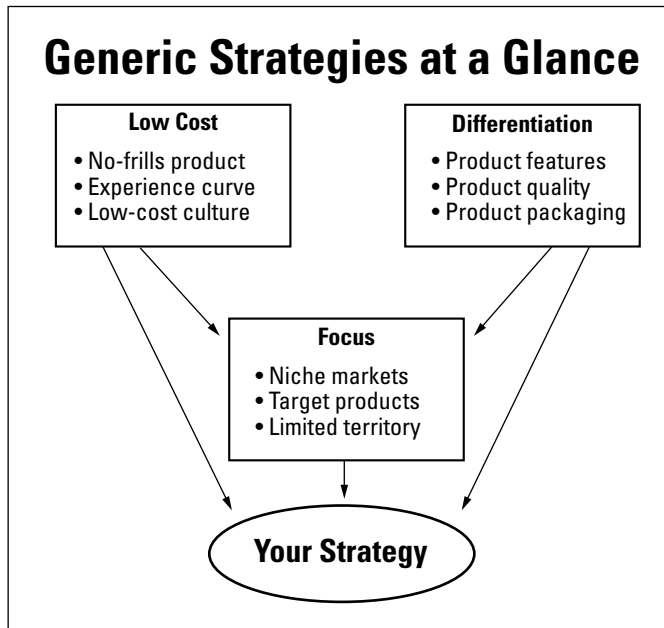 Generic Strategies at a Glance
Low Cost
• No-frills product
• Experience curve
• Low-cost culture
Differentiation
• Product features
• Product quality
• Product packaging
Focus
• Niche markets
• Target products
• Limited territory
Your Strategy